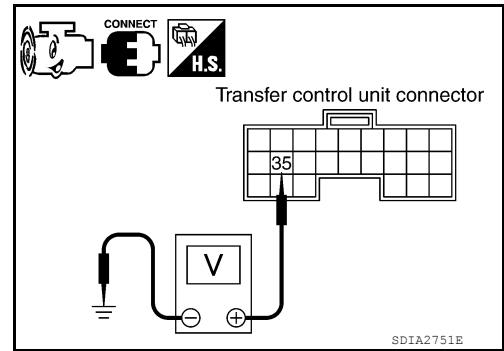 CONNECT
H.S.
Transfer control unit connector
35
V
− +
SDIA2751E